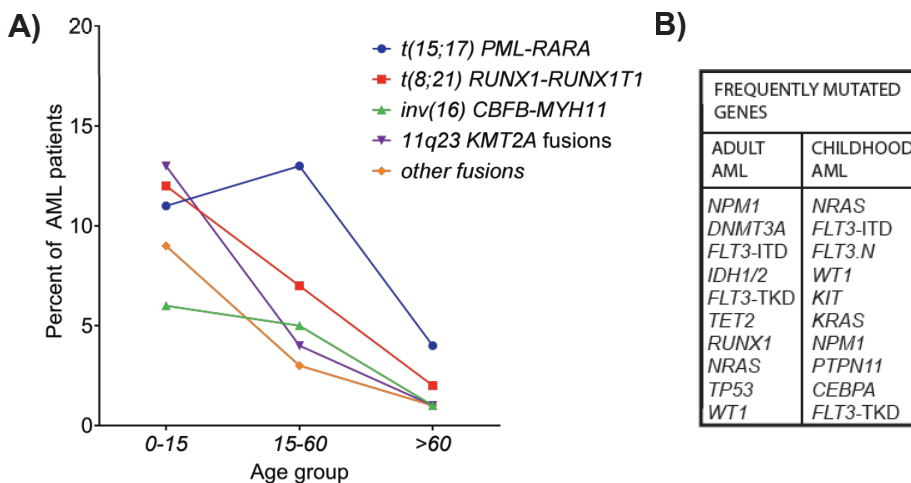 A)
20
15
10
5
0
Percent of AML patients
0-15 15-60 >60
Age group
t(15;17) PML-RARA
t(8;21) RUNX1-RUNX1T1
inv(16) CBFB-MYH11
11q23 KMT2A fusions
other fusions
B)
FREQUENTLY MUTATED
GENES
ADULT
AML
CHILDHOOD
AML
NPM1 NRAS
DNMT3A FLT3-ITD
FLT3-ITD FLT3.N
IDH1/2 WT1
FLT3-TKD KIT
TET2 KRAS
RUNX1 NPM1
NRAS PTPN11
TP53 CEBPA
WT1 FLT3-TKD